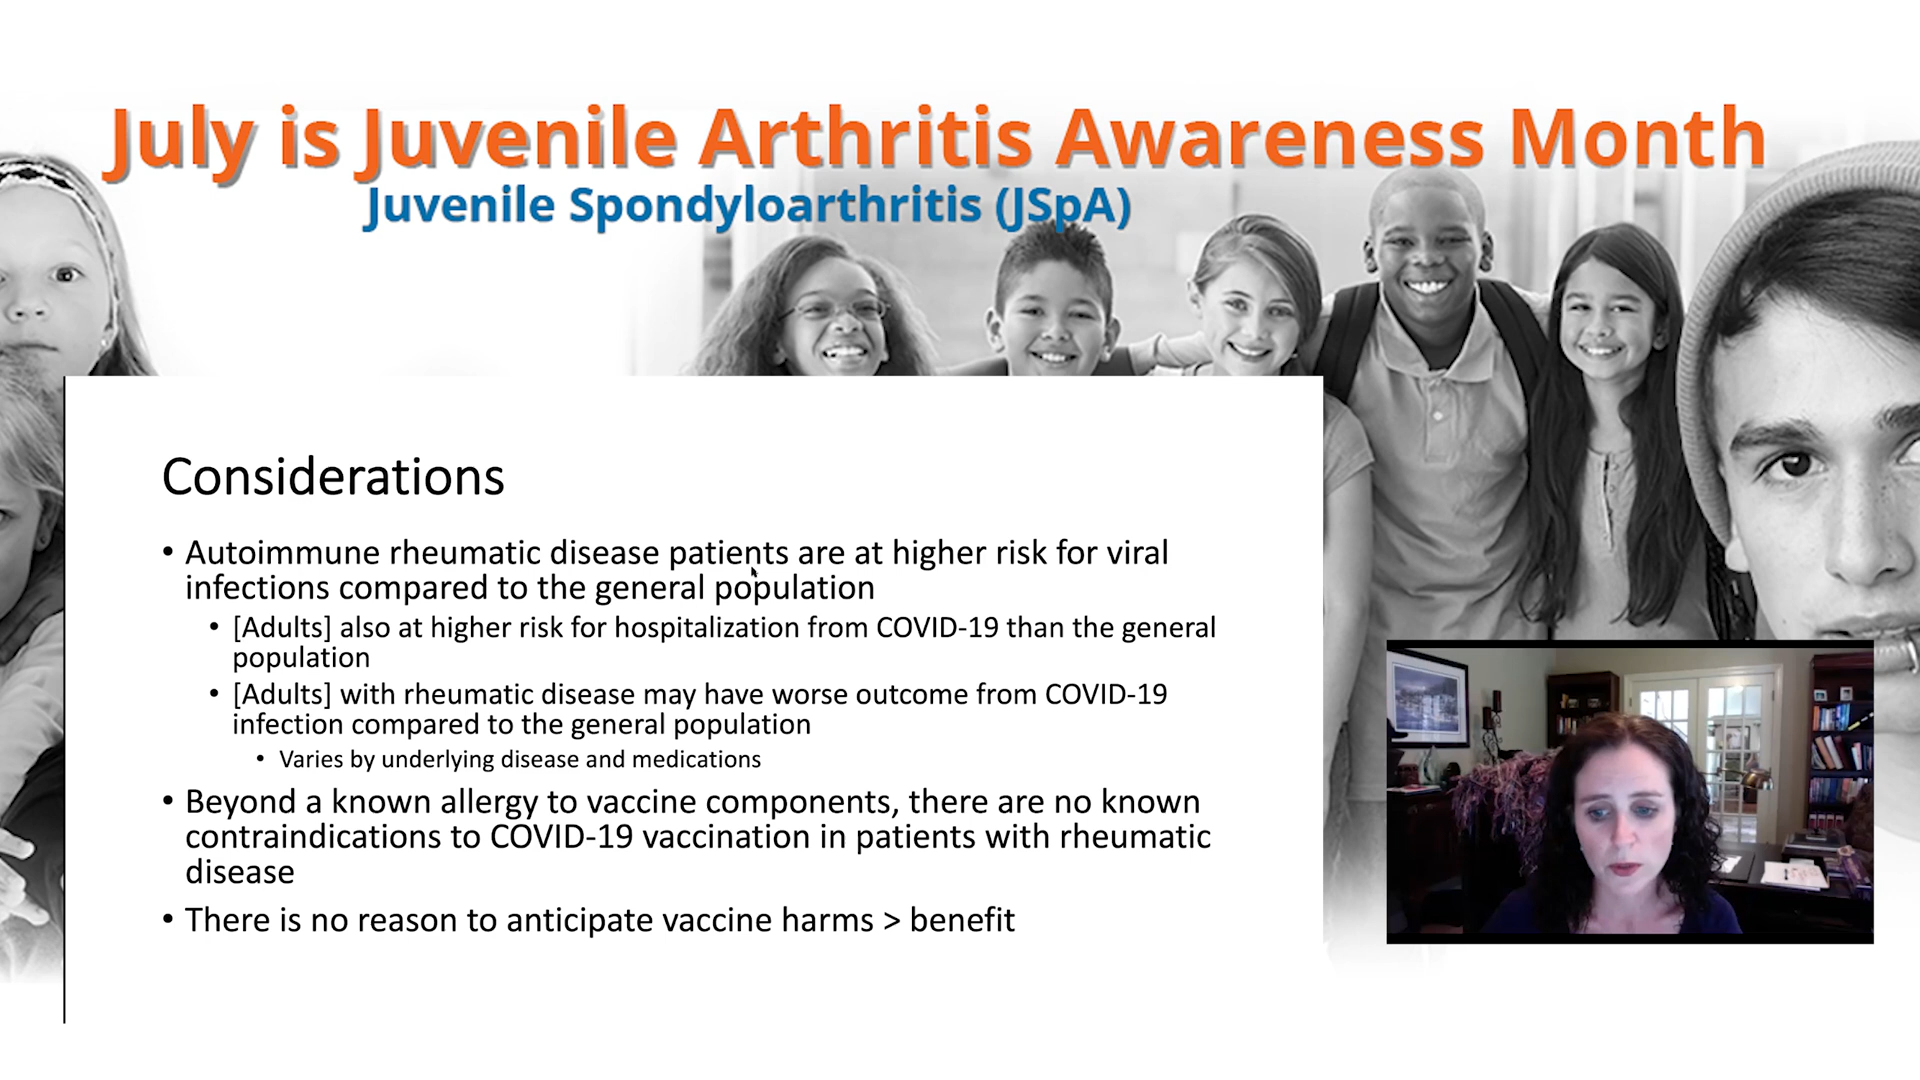 July is Juvenile Arthritis Awareness Month
Juvenile Spondyloarthritis (JSpA)
Considerations
• Autoimmune rheumatic disease patients are at higher risk for viral
infections compared to the general population
• [Adults] also at higher risk for hospitalization from COVID-19 than the general
population
• [Adults] with rheumatic disease may have worse outcome from COVID-19
infection compared to the general population
• Varies by underlying disease and medications
• Beyond a known allergy to vaccine components, there are no known
contraindications to COVID-19 vaccination in patients with rheumatic
disease
• There is no reason to anticipate vaccine harms > benefit